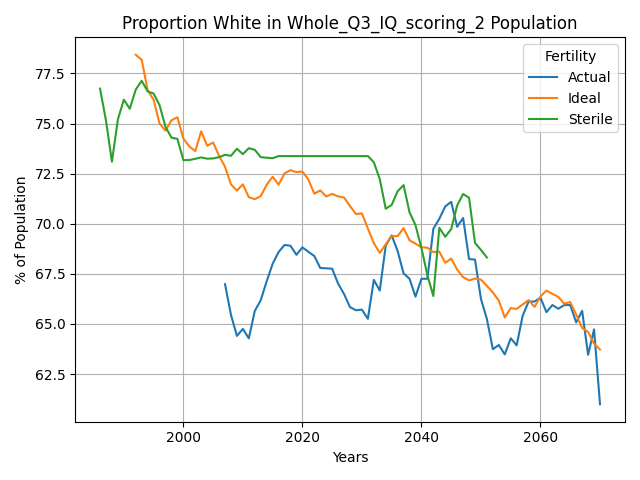 Proportion White in Whole_Q3_IQ_scoring_2 Population
Fertility
Actual
Ideal
Sterile
% of Population
77.5
75.0
72.5
70.0
67.5
65.0
62.5
2000
2020
2040
2060
Years